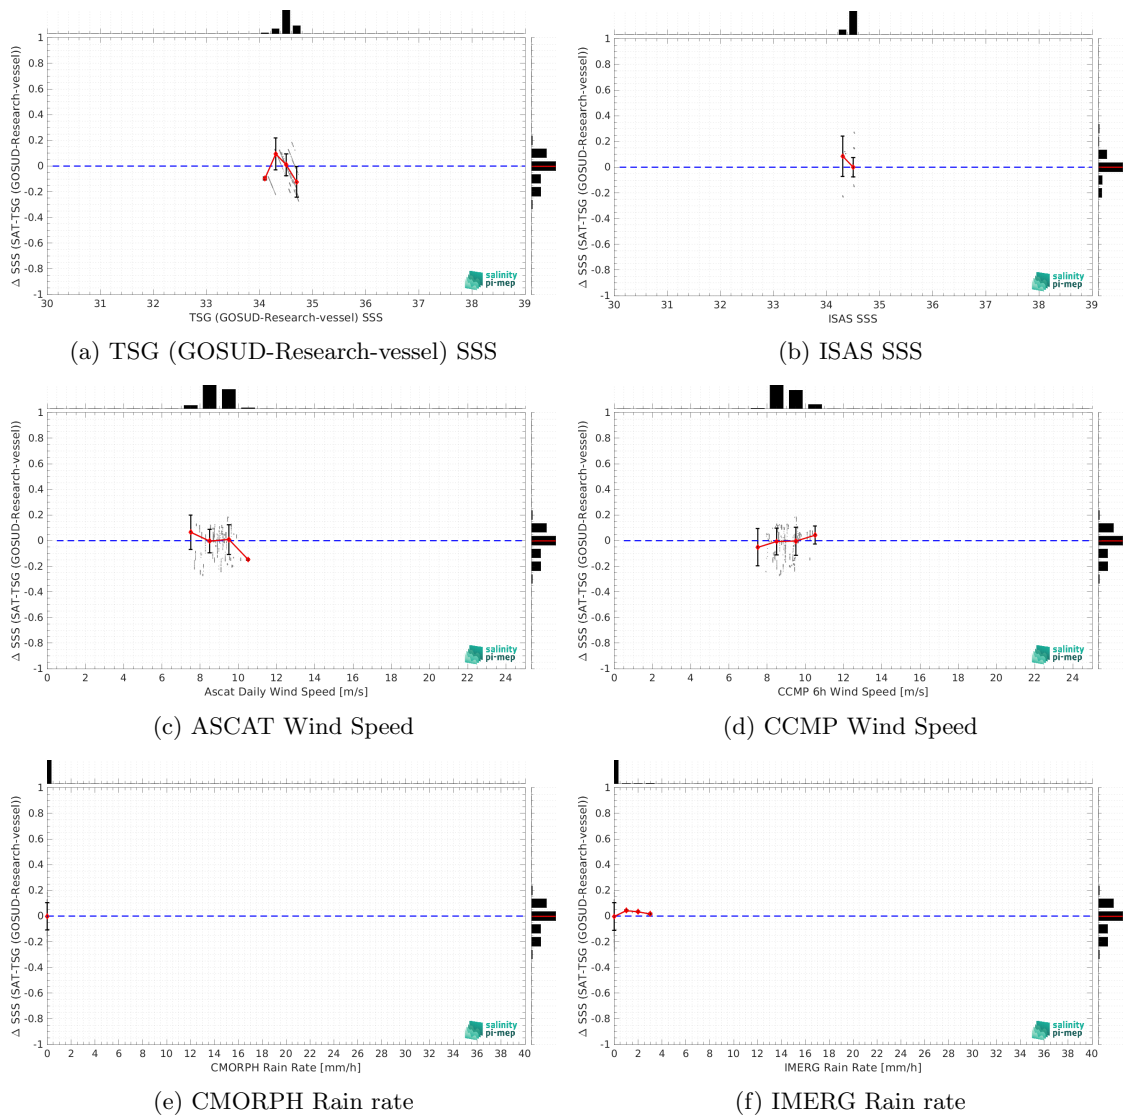 1
0.8
0.6
0.4
0.2
0
-0.2
-0.4
-0.6
-0.8
-1
Δ SSS (SAT-TSG (GOSUD-Research-vessel))
30 31 32 33 34 35 36 37 38 39
TSG (GOSUD-Research-vessel) SSS
salinity
pi-mep
(a) TSG (GOSUD-Research-vessel) SSS
1
0.8
0.6
0.4
0.2
0
-0.2
-0.4
-0.6
-0.8
-1
Δ SSS (SAT-TSG (GOSUD-Research-vessel))
30 31 32 33 34 35 36 37 38 39
ISAS SSS
salinity
pi-mep
(b) ISAS SSS
1
0.8
0.6
0.4
0.2
0
-0.2
-0.4
-0.6
-0.8
-1
Δ SSS (SAT-TSG (GOSUD-Research-vessel))
0 2 4 6 8 10 12 14 16 18 20 22 24
Ascat Daily Wind Speed [m/s]
salinity
pi-mep
(c) ASCAT Wind Speed
1
0.8
0.6
0.4
0.2
0
-0.2
-0.4
-0.6
-0.8
-1
Δ SSS (SAT-TSG (GOSUD-Research-vessel))
0 2 4 6 8 10 12 14 16 18 20 22 24
CCMP 6h Wind Speed [m/s]
salinity
pi-mep
(d) CCMP Wind Speed
1
0.8
0.6
0.4
0.2
0
-0.2
-0.4
-0.6
-0.8
-1
Δ SSS (SAT-TSG (GOSUD-Research-vessel))
0 2 4 6 8 10 12 14 16 18 20 22 24 26 28 30 32 34 36 38 40
CMORPH Rain Rate [mm/h]
salinity
pi-mep
(e) CMORPH Rain rate
1
0.8
0.6
0.4
0.2
0
-0.2
-0.4
-0.6
-0.8
-1
Δ SSS (SAT-TSG (GOSUD-Research-vessel))
0 2 4 6 8 10 12 14 16 18 20 22 24 26 28 30 32 34 36 38 40
IMERG Rain Rate [mm/h]
salinity
pi-mep
(f) IMERG Rain rate